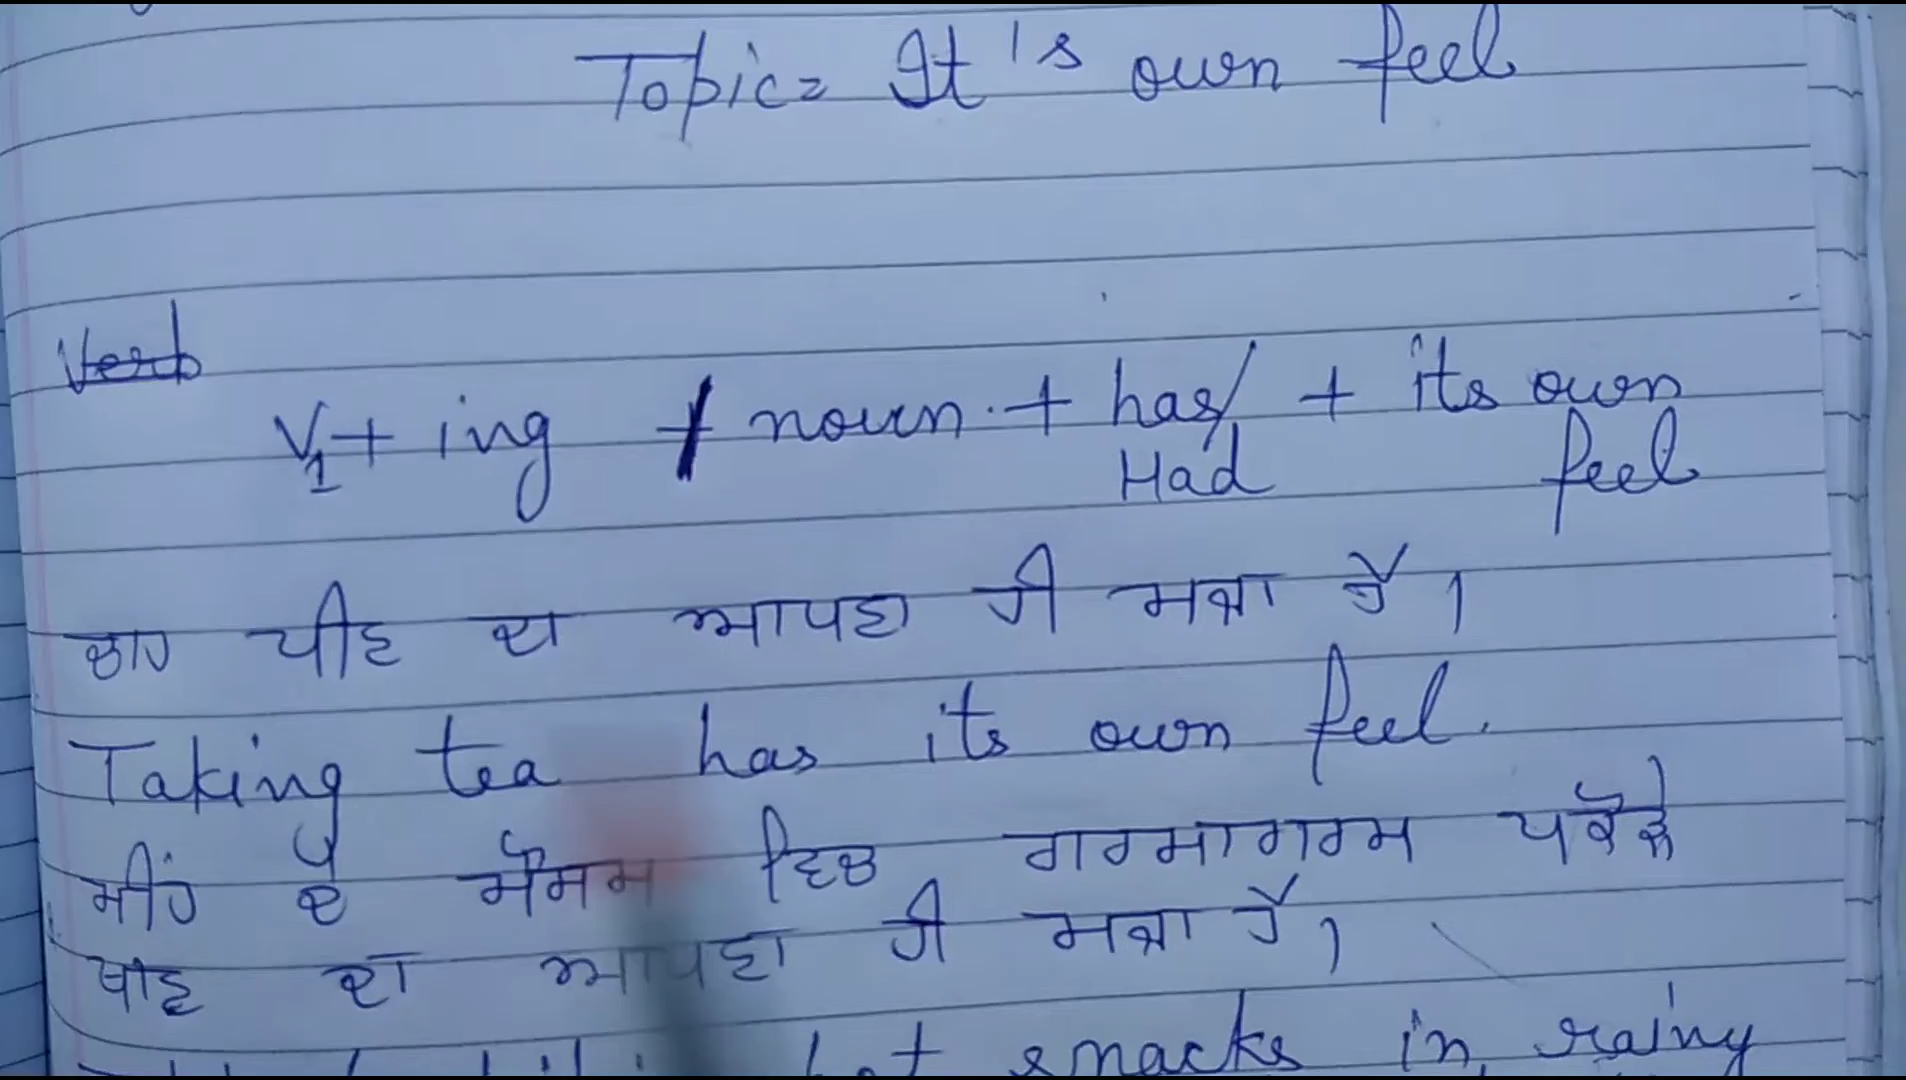 Topic= It's own feel
Verb
V1 + ing + noun. + has/ + its own
Had feel
ਚਾਹ ਪੀਣ ਦਾ ਆਪਣਾ ਹੀ ਮਜ਼ਾ ਹੈ।
Taking tea has its own feel.
ਮੀਂਹ ਦੇ ਮੌਸਮ ਵਿਚ ਗਰਮਾਗਰਮ ਪਕੌੜੇ
ਖਾਣ ਦਾ ਆਪਣਾ ਹੀ ਮਜ਼ਾ ਹੈ।
hot snacks in rainy